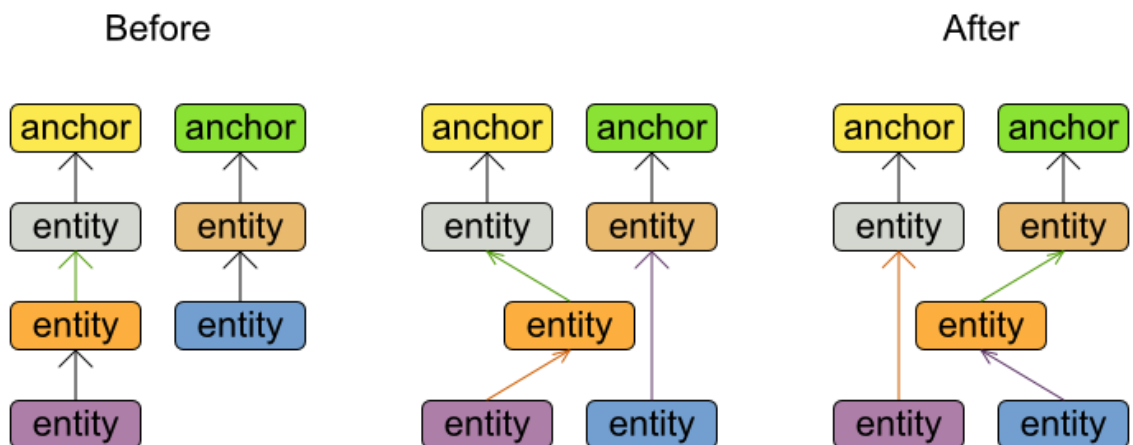 Before After
anchor anchor anchor anchor anchor anchor
entity entity entity entity entity entity
entity entity entity entity
entity entity entity entity entity